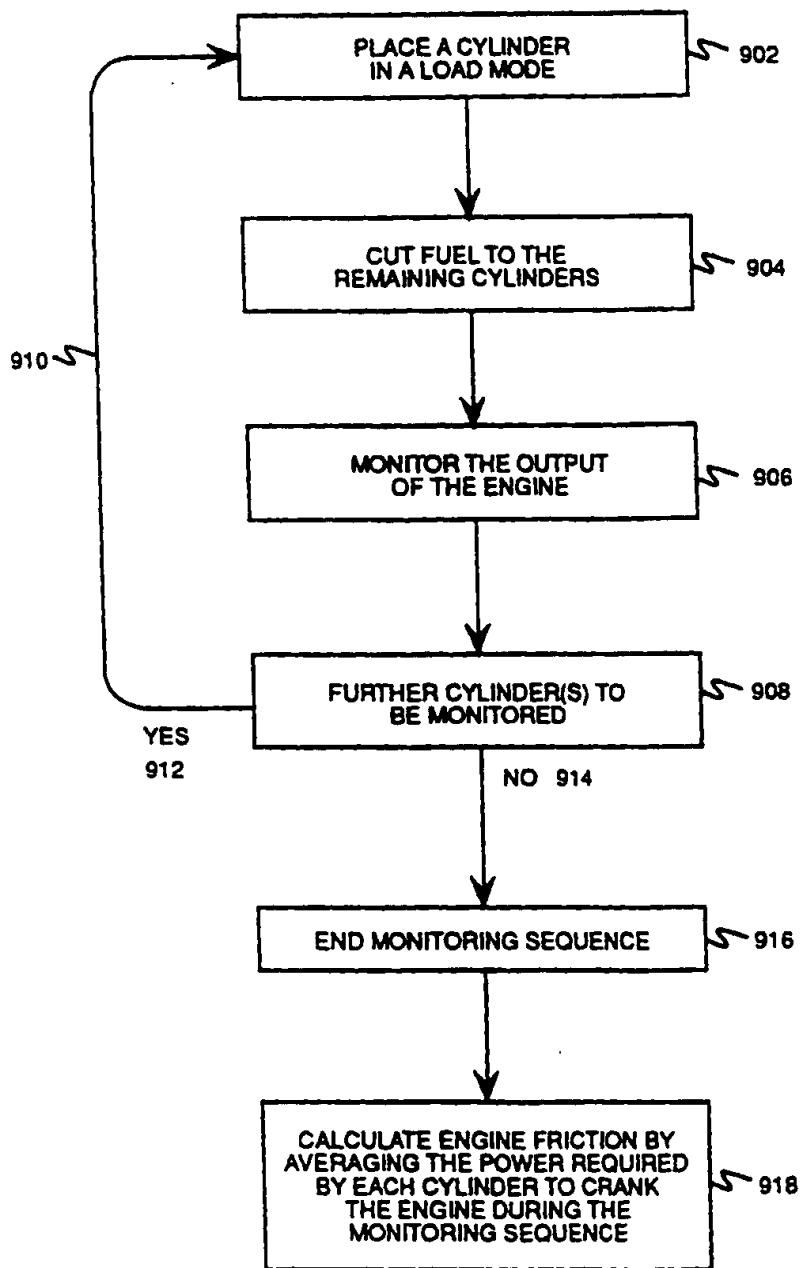 PLACE A CYLINDER
IN A LOAD MODE
902
CUT FUEL TO THE
REMAINING CYLINDERS
904
910
MONITOR THE OUTPUT
OF THE ENGINE
906
FURTHER CYLINDER(S) TO
BE MONITORED
908
YES
912
NO 914
END MONITORING SEQUENCE
916
CALCULATE ENGINE FRICTION BY
AVERAGING THE POWER REQUIRED
BY EACH CYLINDER TO CRANK
THE ENGINE DURING THE
MONITORING SEQUENCE
918